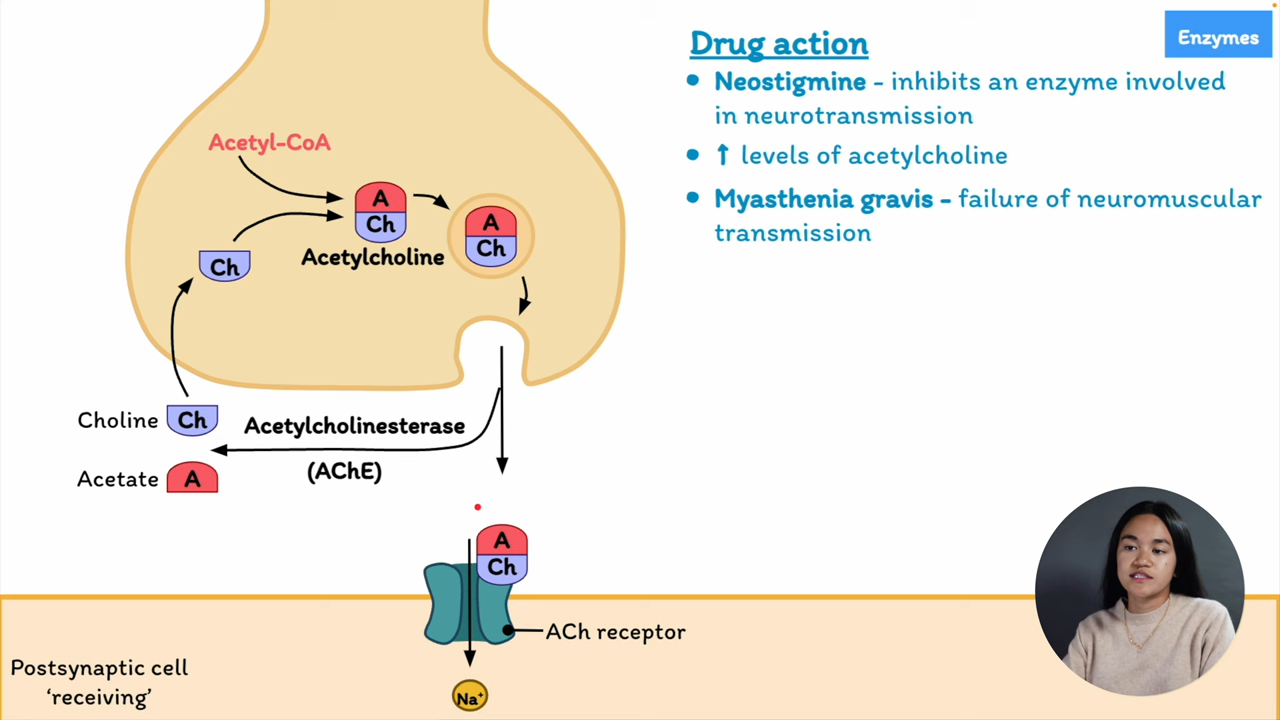 Enzymes
Drug action
• Neostigmine - inhibits an enzyme involved
in neurotransmission
• ↑ levels of acetylcholine
• Myasthenia gravis - failure of neuromuscular
transmission
Acetyl-CoA
A
Ch
Acetylcholine
A
Ch
Ch
Choline Ch
Acetate A
Acetylcholinesterase
(AChE)
A
Ch
ACh receptor
Postsynaptic cell
‘receiving’
Na⁺